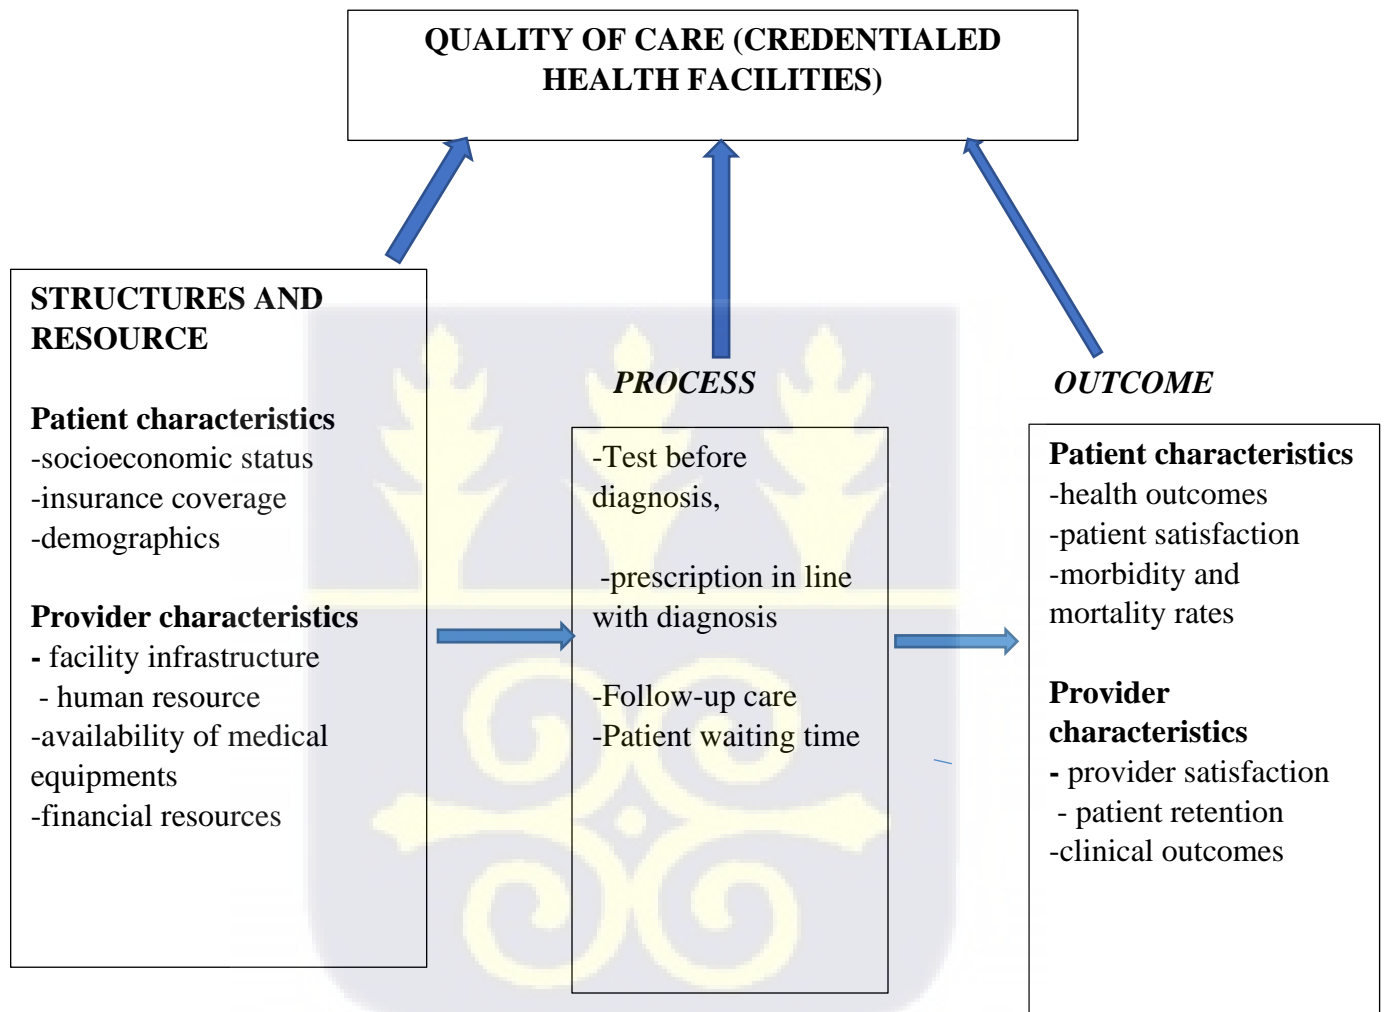 QUALITY OF CARE (CREDENTIALED
HEALTH FACILITIES)
STRUCTURES AND
RESOURCE
Patient characteristics
-socioeconomic status
-insurance coverage
-demographics
Provider characteristics
- facility infrastructure
- human resource
-availability of medical
equipments
-financial resources
PROCESS
-Test before
diagnosis,
-prescription in line
with diagnosis
-Follow-up care
-Patient waiting time
OUTCOME
Patient characteristics
-health outcomes
-patient satisfaction
-morbidity and
mortality rates
Provider
characteristics
- provider satisfaction
- patient retention
-clinical outcomes